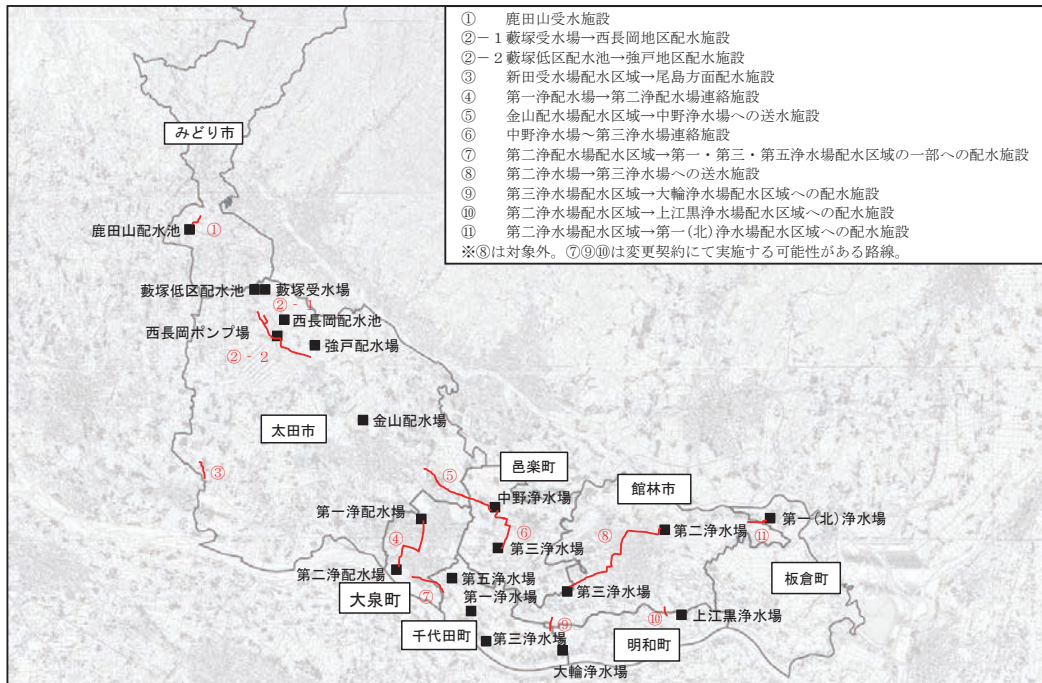 ① 鹿田山受水施設
②－１藪塚受水場→西長岡地区配水施設
②－２藪塚低区配水池→強戸地区配水施設
③ 新田受水場配水区域→尾島方面配水施設
④ 第一浄配水場→第二浄配水場連絡施設
⑤ 金山配水場配水区域→中野浄水場への送水施設
⑥ 中野浄水場～第三浄水場連絡施設
⑦ 第二浄配水場配水区域→第一・第三・第五浄水場配水区域の一部への配水施設
⑧ 第二浄水場→第三浄水場への送水施設
⑨ 第三浄水場配水区域→大輪浄水場配水区域への配水施設
⑩ 第二浄水場配水区域→上江黒浄水場配水区域への配水施設
⑪ 第二浄水場配水区域→第一(北)浄水場配水区域への配水施設
※⑧は対象外。⑦⑨⑩は変更契約にて実施する可能性がある路線。
みどり市
鹿田山配水池
①
藪塚低区配水池
藪塚受水場
②-1
西長岡配水池
西長岡ポンプ場
強戸配水場
②-2
金山配水場
太田市
③
⑤
邑楽町
中野浄水場
館林市
第一浄配水場
第一(北)浄水場
④
⑥
⑧
第二浄水場
⑪
第三浄水場
第二浄配水場
第五浄水場
板倉町
大泉町
⑦
第一浄水場
第三浄水場
千代田町
⑨
⑩
上江黒浄水場
第三浄水場
明和町
大輪浄水場